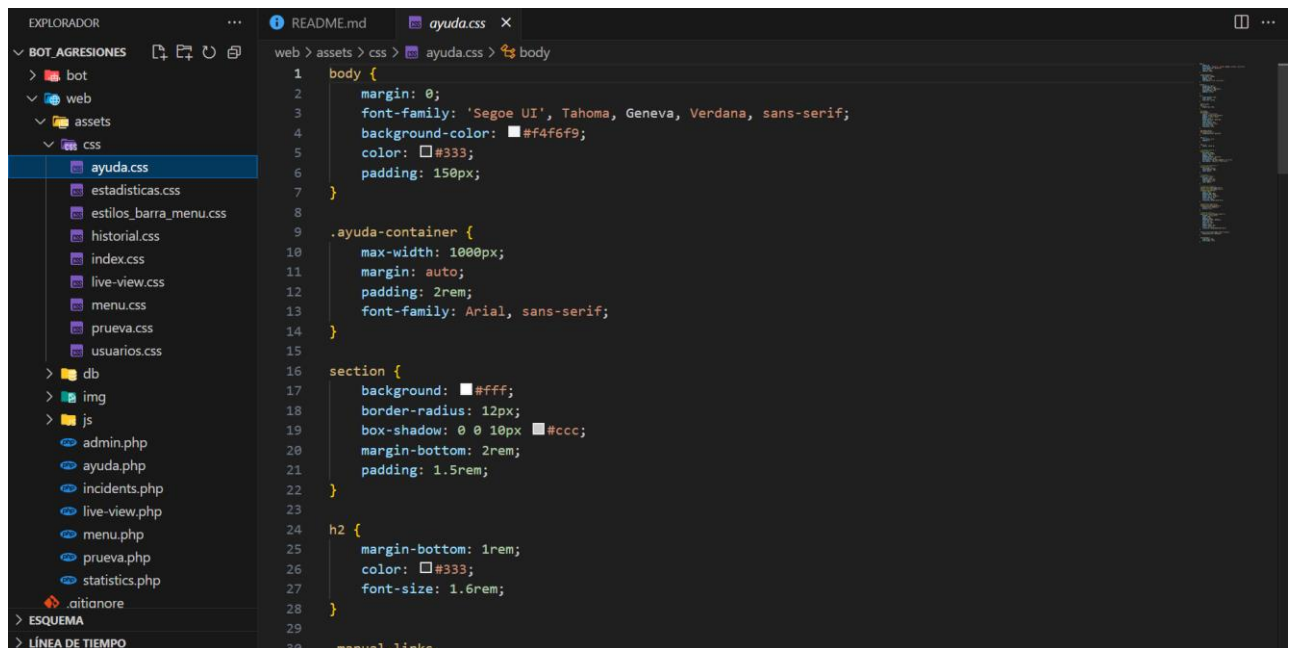 EXPLORADOR
BOT_AGRESIONES
bot
web
assets
css
ayuda.css
estadisticas.css
estilos_barra_menu.css
historial.css
index.css
live-view.css
menu.css
prueva.css
usuarios.css
db
img
js
admin.php
ayuda.php
incidents.php
live-view.php
menu.php
prueva.php
statistics.php
.gitignore
ESQUEMA
LÍNEA DE TIEMPO
README.md
ayuda.css
web > assets > css > ayuda.css > body
1 body {
2 margin: 0;
3 font-family: 'Segoe UI', Tahoma, Geneva, Verdana, sans-serif;
4 background-color: #f4f6f9;
5 color: #333;
6 padding: 150px;
7 }
8
9 .ayuda-container {
10 max-width: 1000px;
11 margin: auto;
12 padding: 2rem;
13 font-family: Arial, sans-serif;
14 }
15
16 section {
17 background: #fff;
18 border-radius: 12px;
19 box-shadow: 0 0 10px #ccc;
20 margin-bottom: 2rem;
21 padding: 1.5rem;
22 }
23
24 h2 {
25 margin-bottom: 1rem;
26 color: #333;
27 font-size: 1.6rem;
28 }
29
30 .manual-links